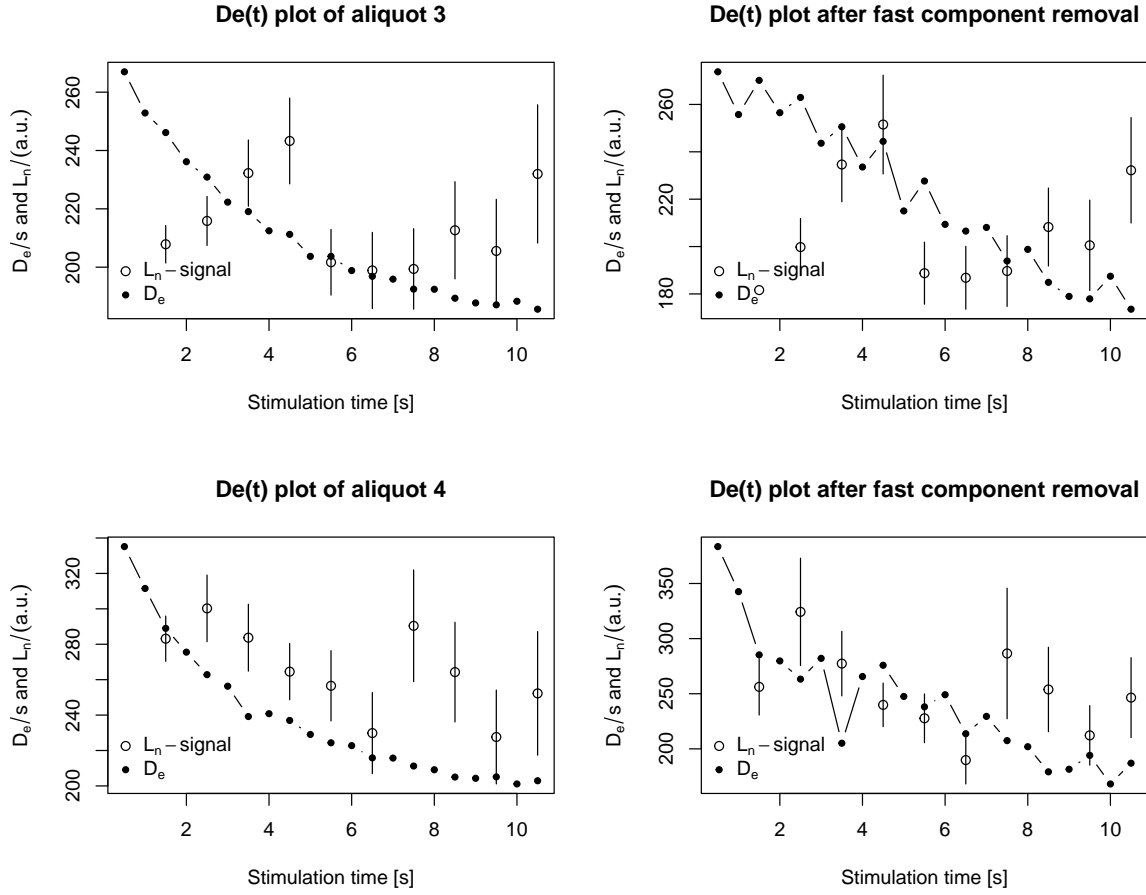 De(t) plot of aliquot 3
De/s and Ln/(a.u.)
200 220 240 260
Ln−signal
De
2 4 6 8 10
Stimulation time [s]
De(t) plot after fast component removal
De/s and Ln/(a.u.)
180 220 260
Ln−signal
De
2 4 6 8 10
Stimulation time [s]
De(t) plot of aliquot 4
De/s and Ln/(a.u.)
200 240 280 320
Ln−signal
De
2 4 6 8 10
Stimulation time [s]
De(t) plot after fast component removal
De/s and Ln/(a.u.)
200 250 300 350
Ln−signal
De
2 4 6 8 10
Stimulation time [s]